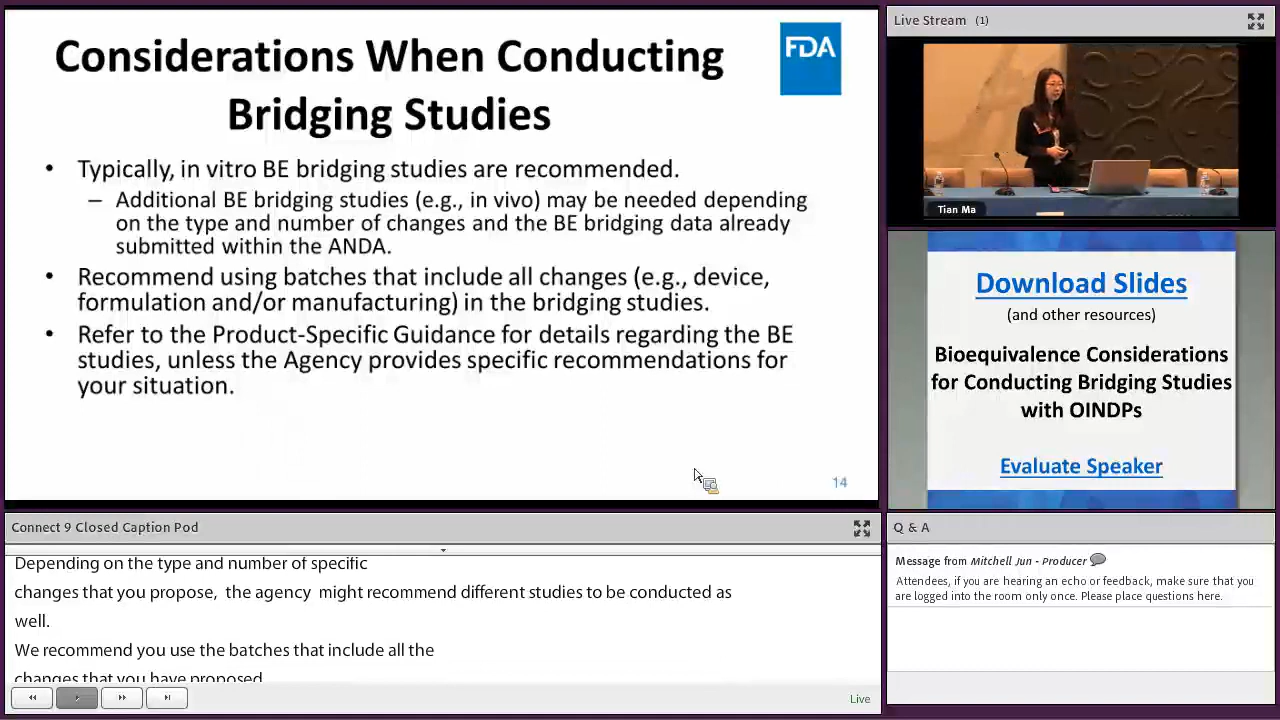 Considerations When Conducting
Bridging Studies
FDA
• Typically, in vitro BE bridging studies are recommended.
– Additional BE bridging studies (e.g., in vivo) may be needed depending
on the type and number of changes and the BE bridging data already
submitted within the ANDA.
• Recommend using batches that include all changes (e.g., device,
formulation and/or manufacturing) in the bridging studies.
• Refer to the Product-Specific Guidance for details regarding the BE
studies, unless the Agency provides specific recommendations for
your situation.
14
Live Stream (1)
Tian Ma
Download Slides
(and other resources)
Bioequivalence Considerations
for Conducting Bridging Studies
with OINDPs
Evaluate Speaker
Connect 9 Closed Caption Pod
Depending on the type and number of specific
changes that you propose, the agency might recommend different studies to be conducted as
well.
We recommend you use the batches that include all the
changes that you have proposed
Live
Q & A
Message from Mitchell Jun - Producer
Attendees, if you are hearing an echo or feedback, make sure that you
are logged into the room only once. Please place questions here.